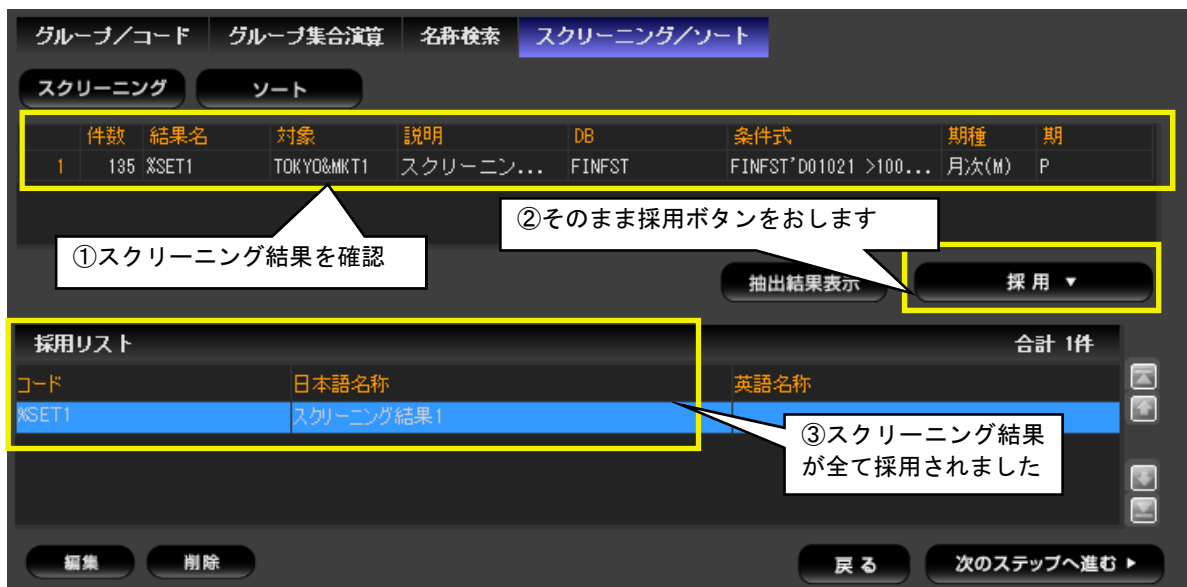 グループ/コード グループ集合演算 名称検索 スクリーニング/ソート
スクリーニング ソート
件数 結果名 対象 説明 DB 条件式 期種 期
1 135 %SET1 TOKYO&MKT1 スクリーニン... FINFST FINFST'D01021 >100... 月次(M) P
②そのまま採用ボタンをおします
①スクリーニング結果を確認
抽出結果表示 採 用 ▼
採用リスト 合計 1件
コード 日本語名称 英語名称
%SET1 スクリーニング結果1
③スクリーニング結果
が全て採用されました
編集 削除 戻 る 次のステップへ進む ▶